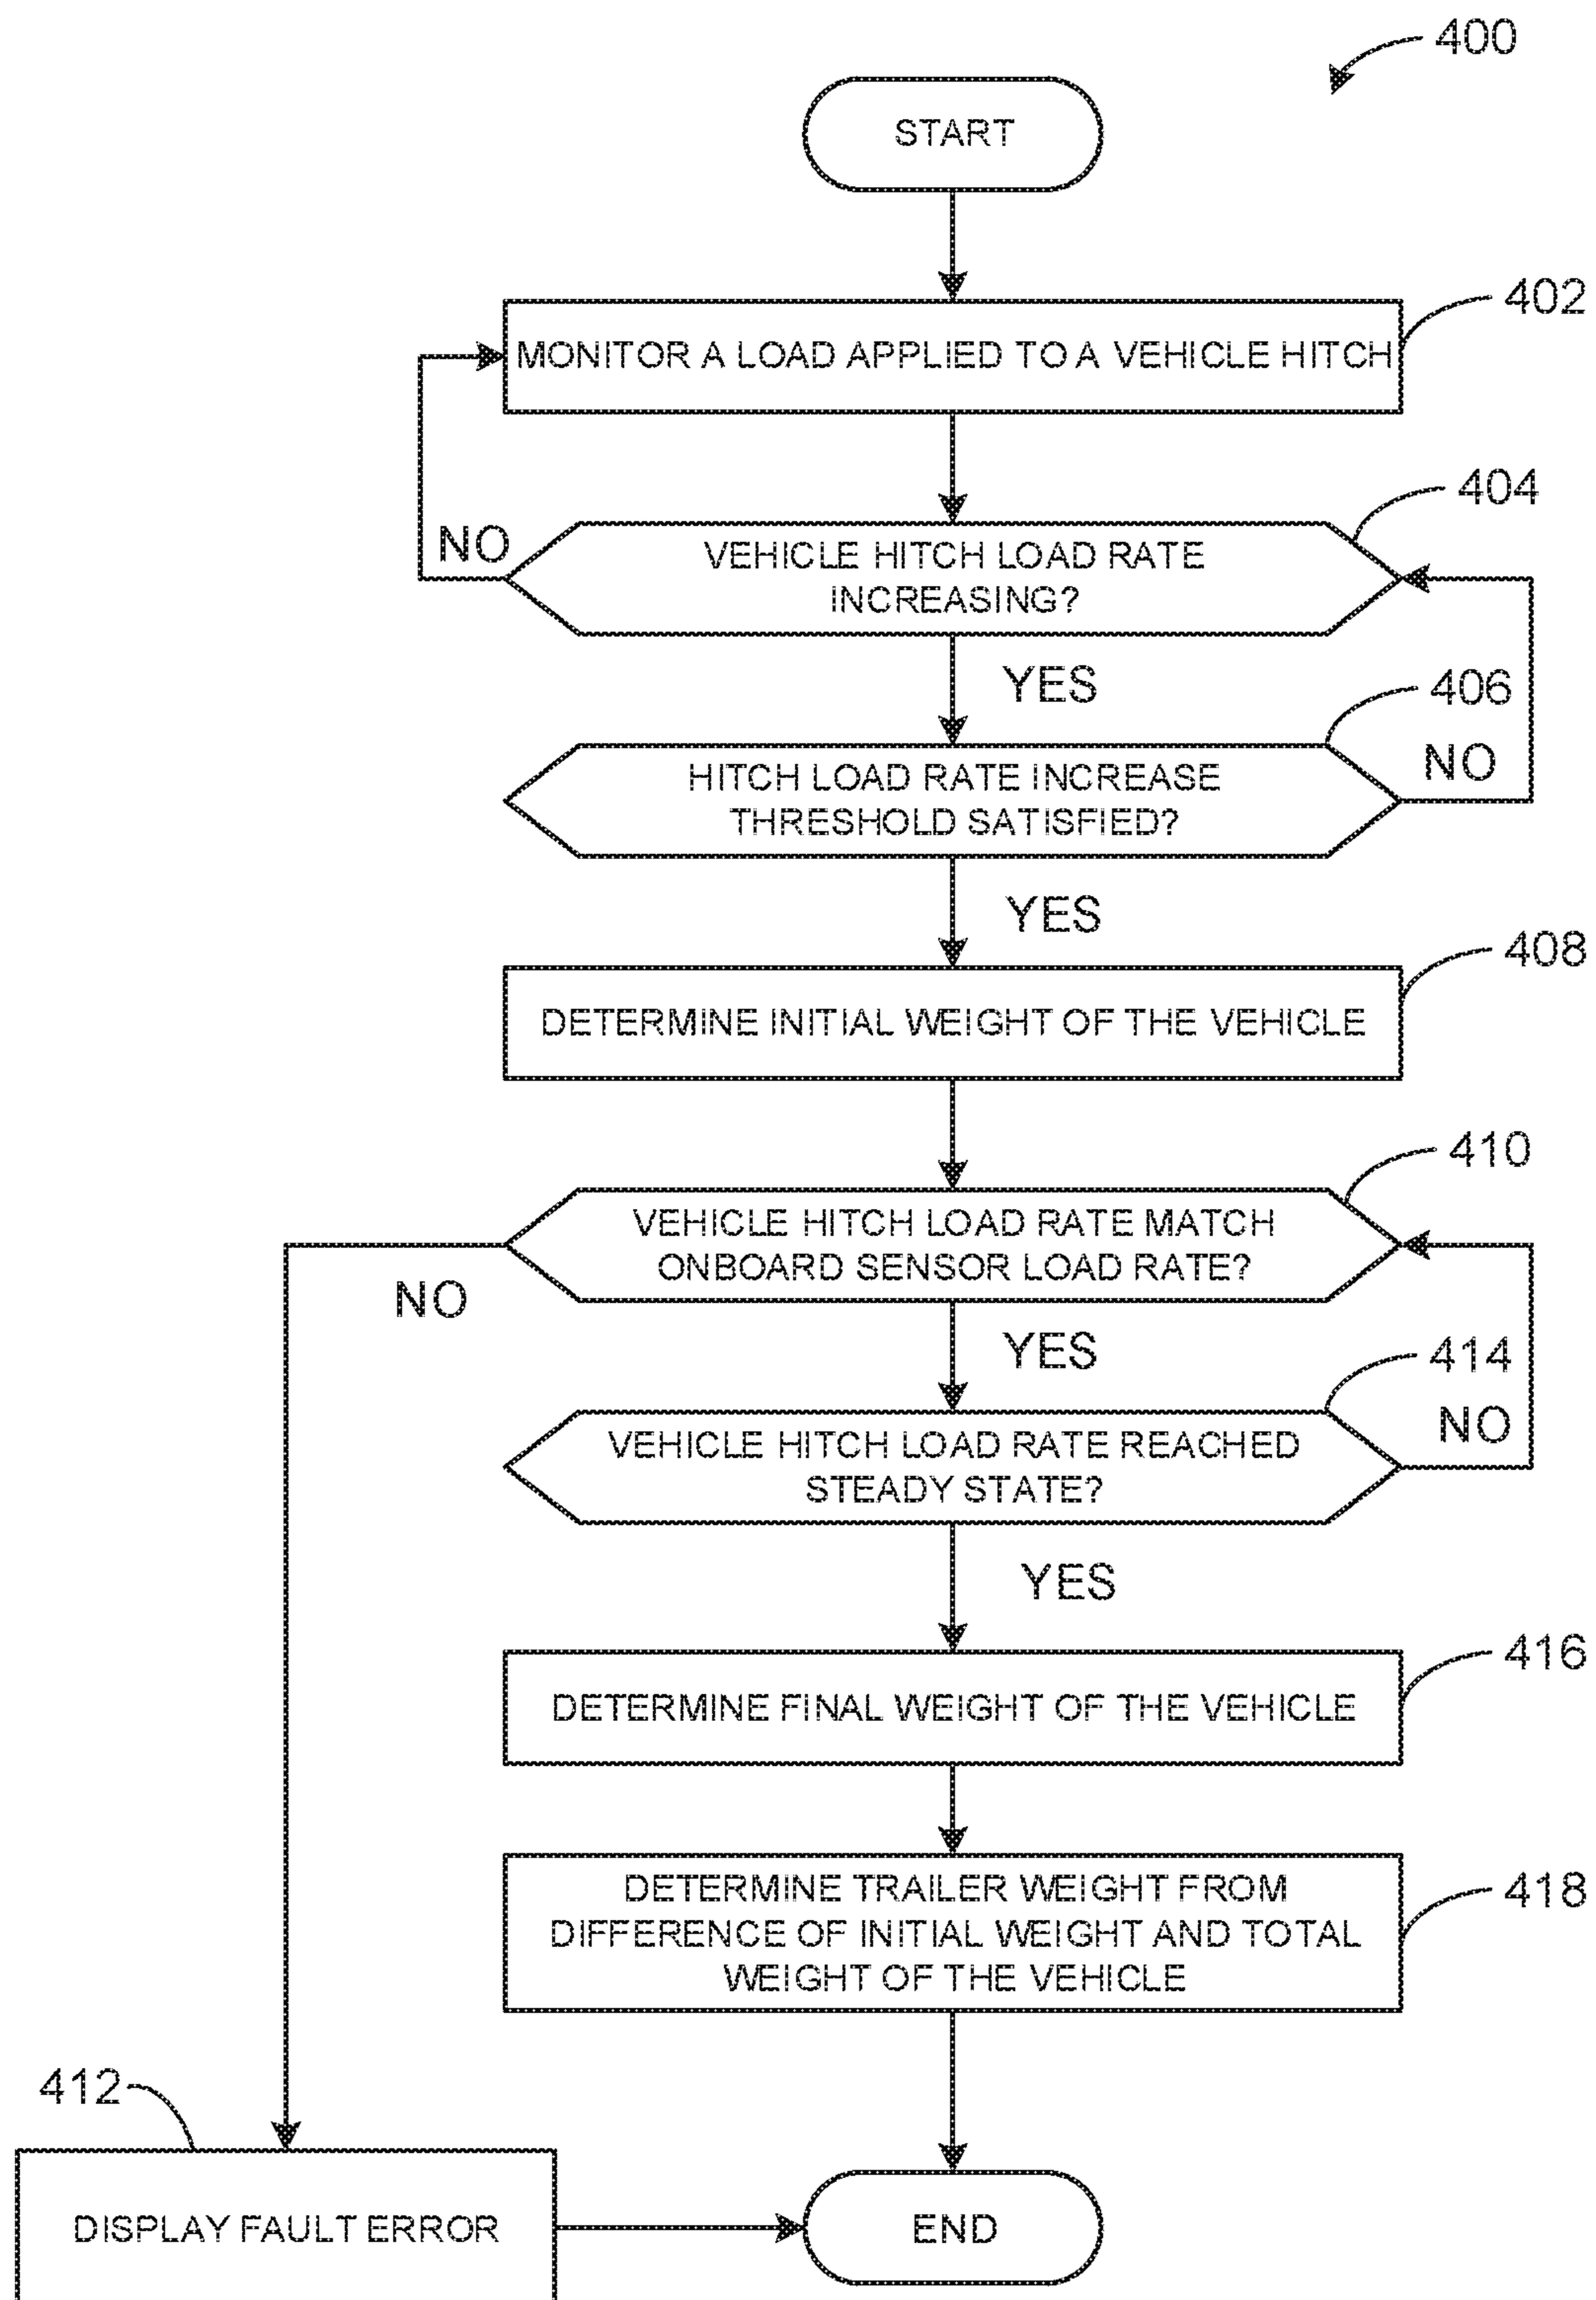 400
START
402
MONITOR A LOAD APPLIED TO A VEHICLE HITCH
404
NO
VEHICLE HITCH LOAD RATE
INCREASING?
YES
406
NO
HITCH LOAD RATE INCREASE
THRESHOLD SATISFIED?
YES
408
DETERMINE INITIAL WEIGHT OF THE VEHICLE
410
VEHICLE HITCH LOAD RATE MATCH
ONBOARD SENSOR LOAD RATE?
NO
YES
414
NO
VEHICLE HITCH LOAD RATE REACHED
STEADY STATE?
YES
416
DETERMINE FINAL WEIGHT OF THE VEHICLE
418
DETERMINE TRAILER WEIGHT FROM
DIFFERENCE OF INITIAL WEIGHT AND TOTAL
WEIGHT OF THE VEHICLE
412
DISPLAY FAULT ERROR
END